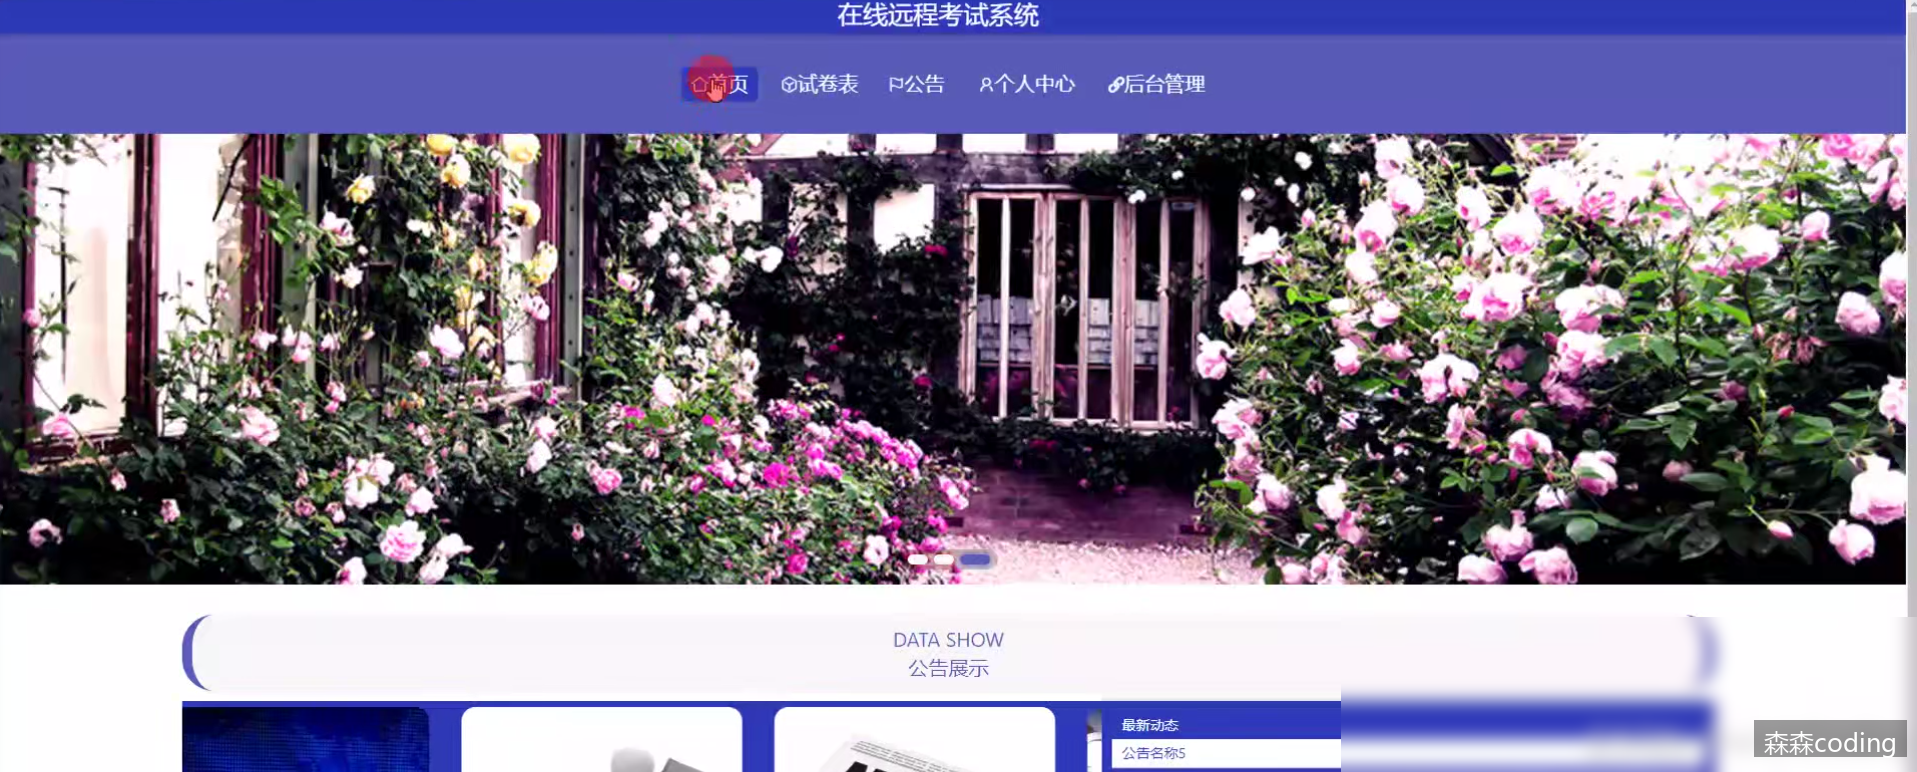 在线远程考试系统
首页 试卷表 公告 个人中心 后台管理
DATA SHOW
公告展示
最新动态
公告名称5
森森coding